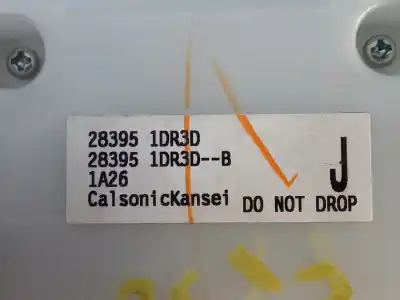 28395 1DR3D
28395 1DR3D--B
1A26
CalsonicKansei
DO NOT DROP
J